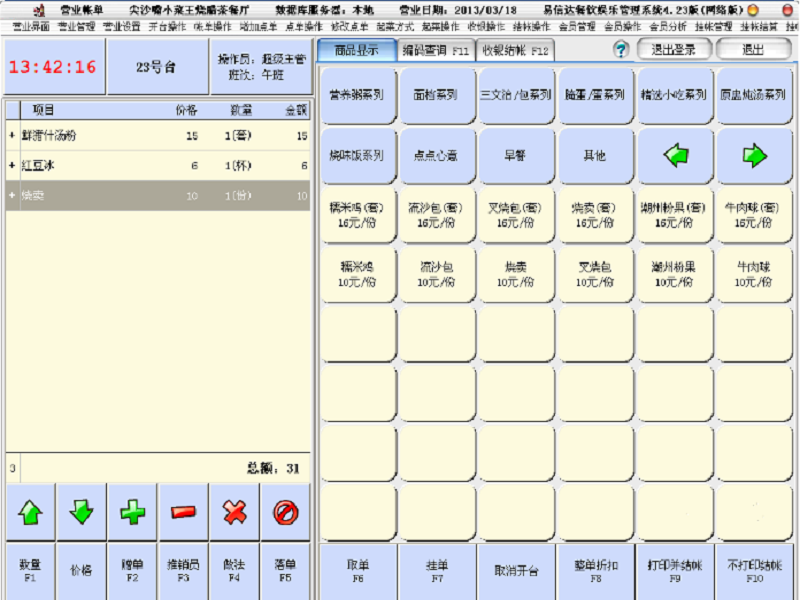 营业帐单 尖沙嘴小菜王烧腊茶餐厅 数据库服务器：本地 营业日期：2013/03/18 易信达餐饮娱乐管理系统4.23版(网络版)
营业界面 营业管理 营业设置 开台操作 帐单操作 增加点单 点单操作 修改点单 起菜方式 起菜操作 收银操作 结帐操作 会员管理 会员操作 会员分析 挂帐管理 挂帐结算
13:42:16
23号台
操作员：超级主管
班次：午班
商品显示 编码查询 F11 收银结帐 F12 ? 退出登录 退出
项目 价格 数量 金额
+ 15 1(套) 15
+ 红豆冰 6 1(杯) 6
+ 烧卖 10 1(份) 10
3 总额：31
营养粥系列 面档系列 三文治/包系列 肠蛋/蛋系列 精选小吃系列 原盅炖汤系列
烧味饭系列 点点心意 早餐 其他
糯米鸡(套) 流沙包(套) 叉烧包(套) 烧卖(套) 潮州粉果(套) 牛肉球(套)
16元/份 16元/份 16元/份 16元/份 16元/份 16元/份
糯米鸡 流沙包 烧卖 叉烧包 潮州粉果 牛肉球
10元/份 10元/份 10元/份 10元/份 10元/份 10元/份
数量 价格 赠单 推销员 做法 落单
F1 F2 F3 F4 F5
取单 挂单 取消开台 整单折扣 打印并结帐 不打印结帐
F6 F7 F8 F9 F10